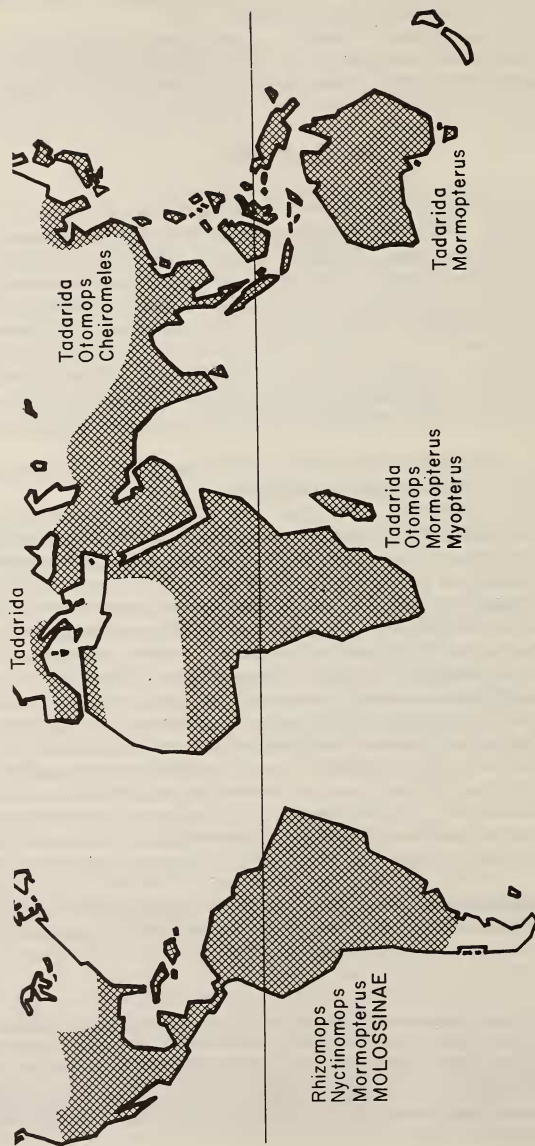 Tadarida
Tadarida
Otomops
Cheiromeles
Rhizomops
Nyctinomops
Mormopterus
MOLOSSINAE
Tadarida
Otomops
Mormopterus
Myopterus
Tadarida
Mormopterus